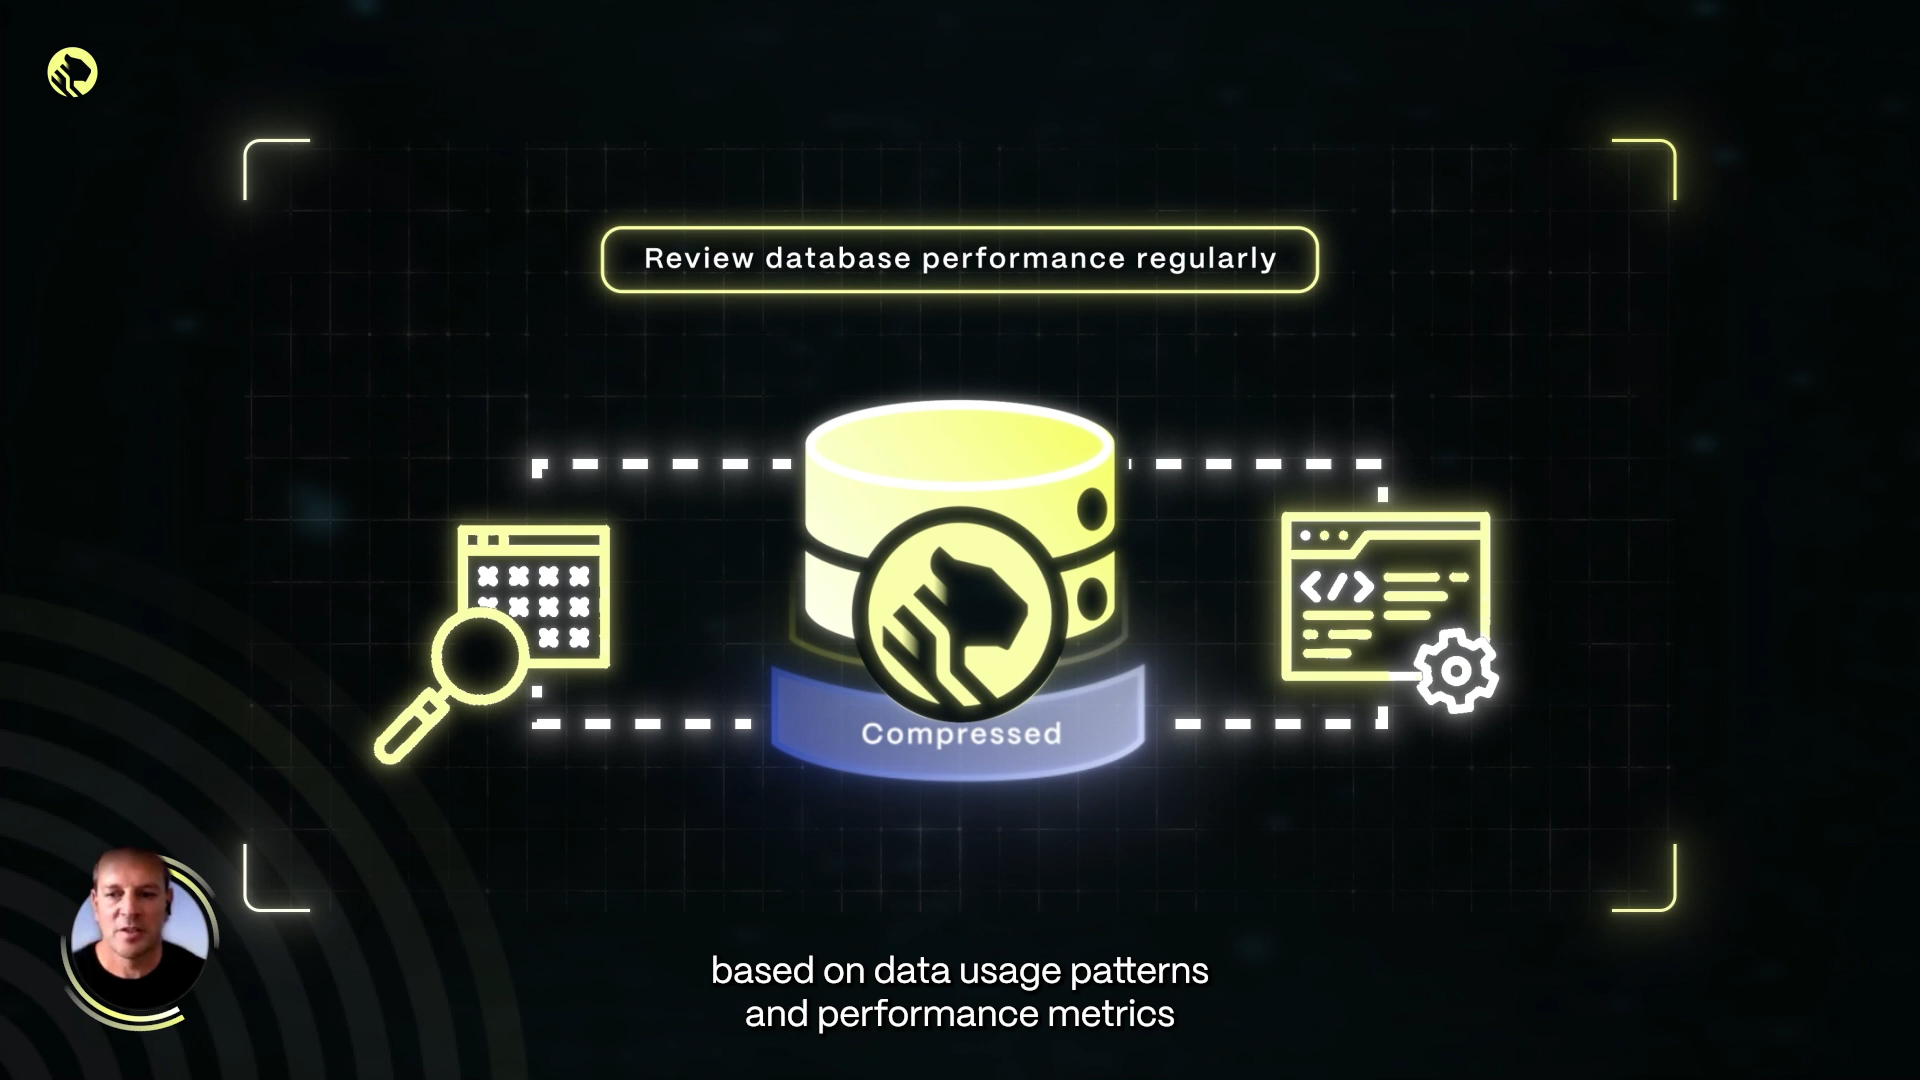 Review database performance regularly
</>
Compressed
based on data usage patterns
and performance metrics